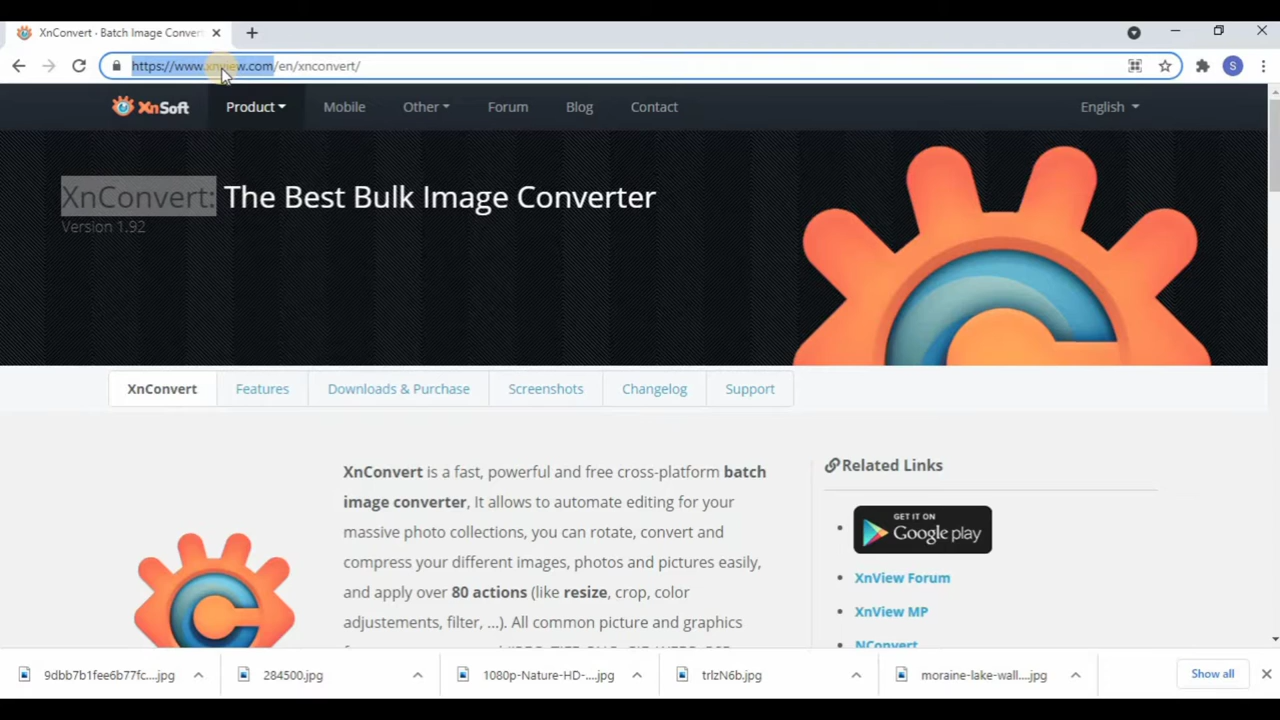 XnConvert - Batch Image Conver
https://www.xnview.com/en/xnconvert/
S
XnSoft
Product
Mobile
Other
Forum
Blog
Contact
English
XnConvert: The Best Bulk Image Converter
Version 1.92
XnConvert
Features
Downloads & Purchase
Screenshots
Changelog
Support
XnConvert is a fast, powerful and free cross-platform batch
image converter, It allows to automate editing for your
massive photo collections, you can rotate, convert and
compress your different images, photos and pictures easily,
and apply over 80 actions (like resize, crop, color
adjustements, filter, ...). All common picture and graphics
Related Links
GET IT ON
Google play
XnView Forum
XnView MP
NConvert
9dbb7b1fee6b77fc....jpg
284500.jpg
1080p-Nature-HD-....jpg
trlzN6b.jpg
moraine-lake-wall....jpg
Show all